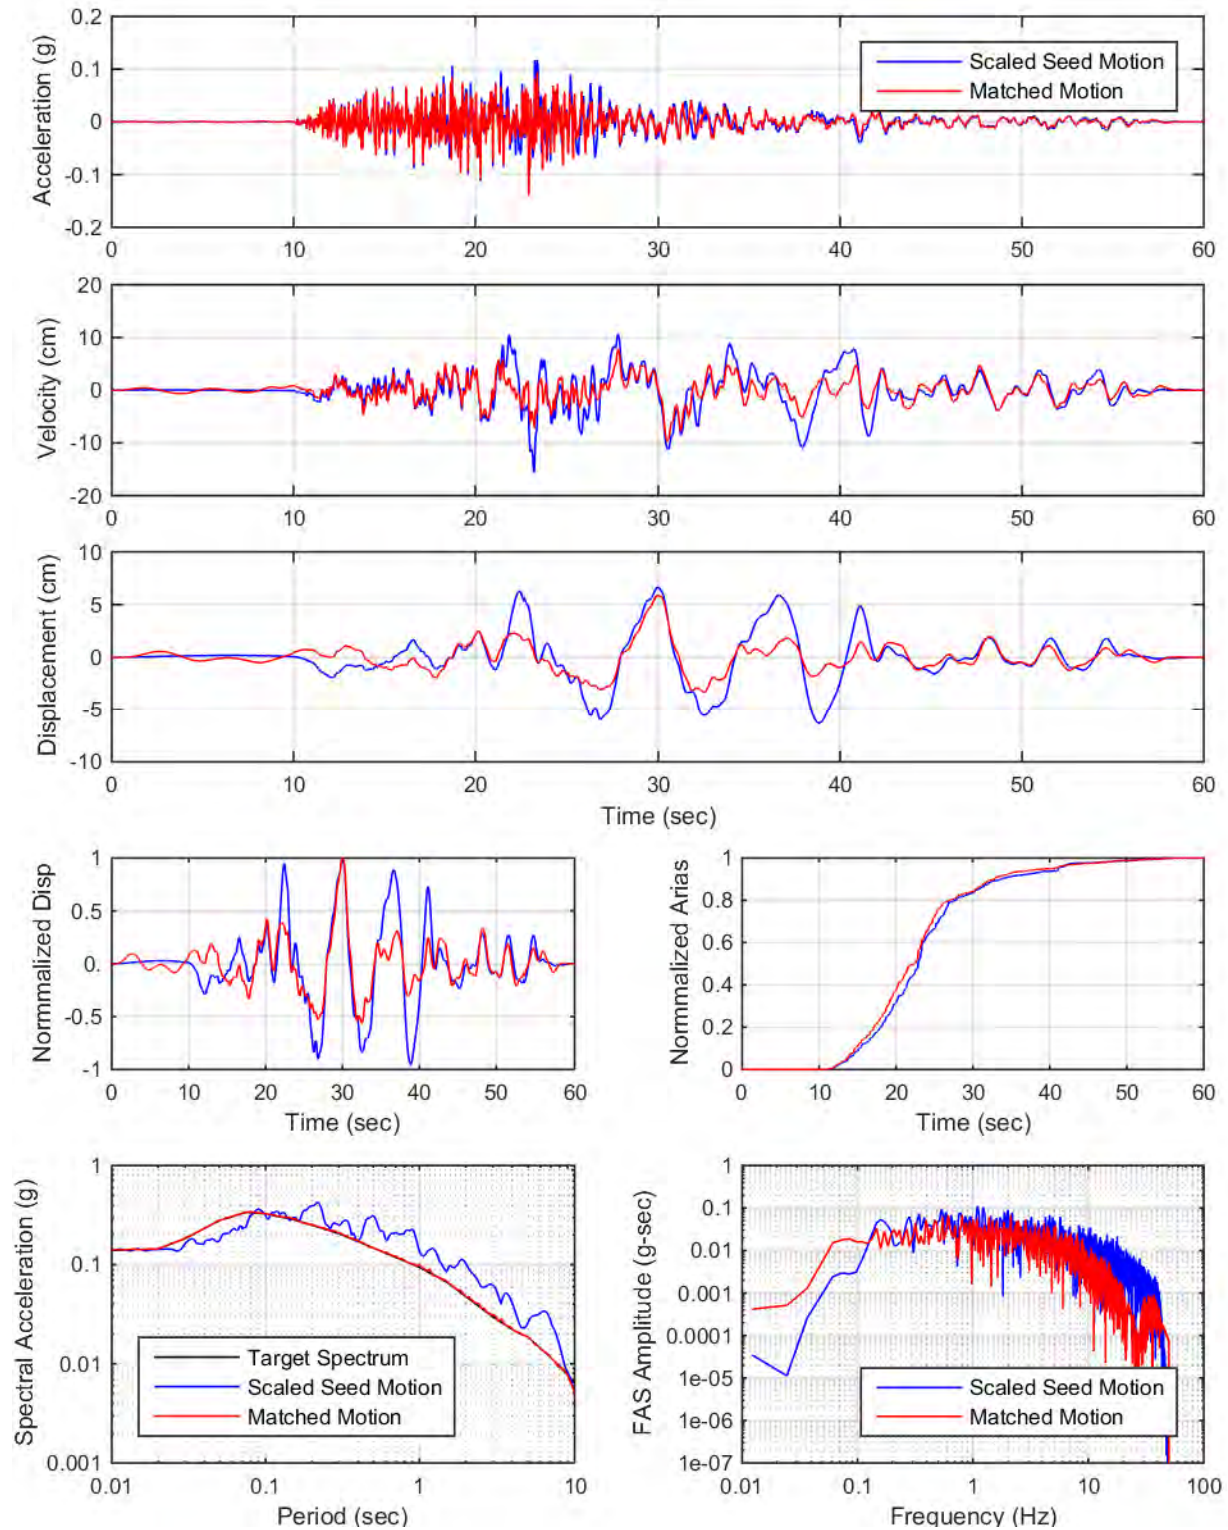 0.2
0.1
0
-0.1
-0.2
Acceleration (g)
Scaled Seed Motion
Matched Motion
0 10 20 30 40 50 60
20
10
0
-10
-20
Velocity (cm)
0 10 20 30 40 50 60
10
5
0
-5
-10
Displacement (cm)
0 10 20 30 40 50 60
Time (sec)
1
0.5
0.
-0.5
-1
Normmalized Disp
0 10 20 30 40 50 60
Time (sec)
1
0.8
0.6
0.4
0.2
0
Normmalized Arias
0 10 20 30 40 50 60
Time (sec)
1
0.1
0.01
0.001
Spectral Acceleration (g)
Target Spectrum
Scaled Seed Motion
Matched Motion
0.01 0.1 1 10
Period (sec)
1
0.1
0.01
0.001
0.0001
1e-05
1e-06
1e-07
FAS Amplitude (g-sec)
Scaled Seed Motion
Matched Motion
0.01 0.1 1 10 100
Frequency (Hz)